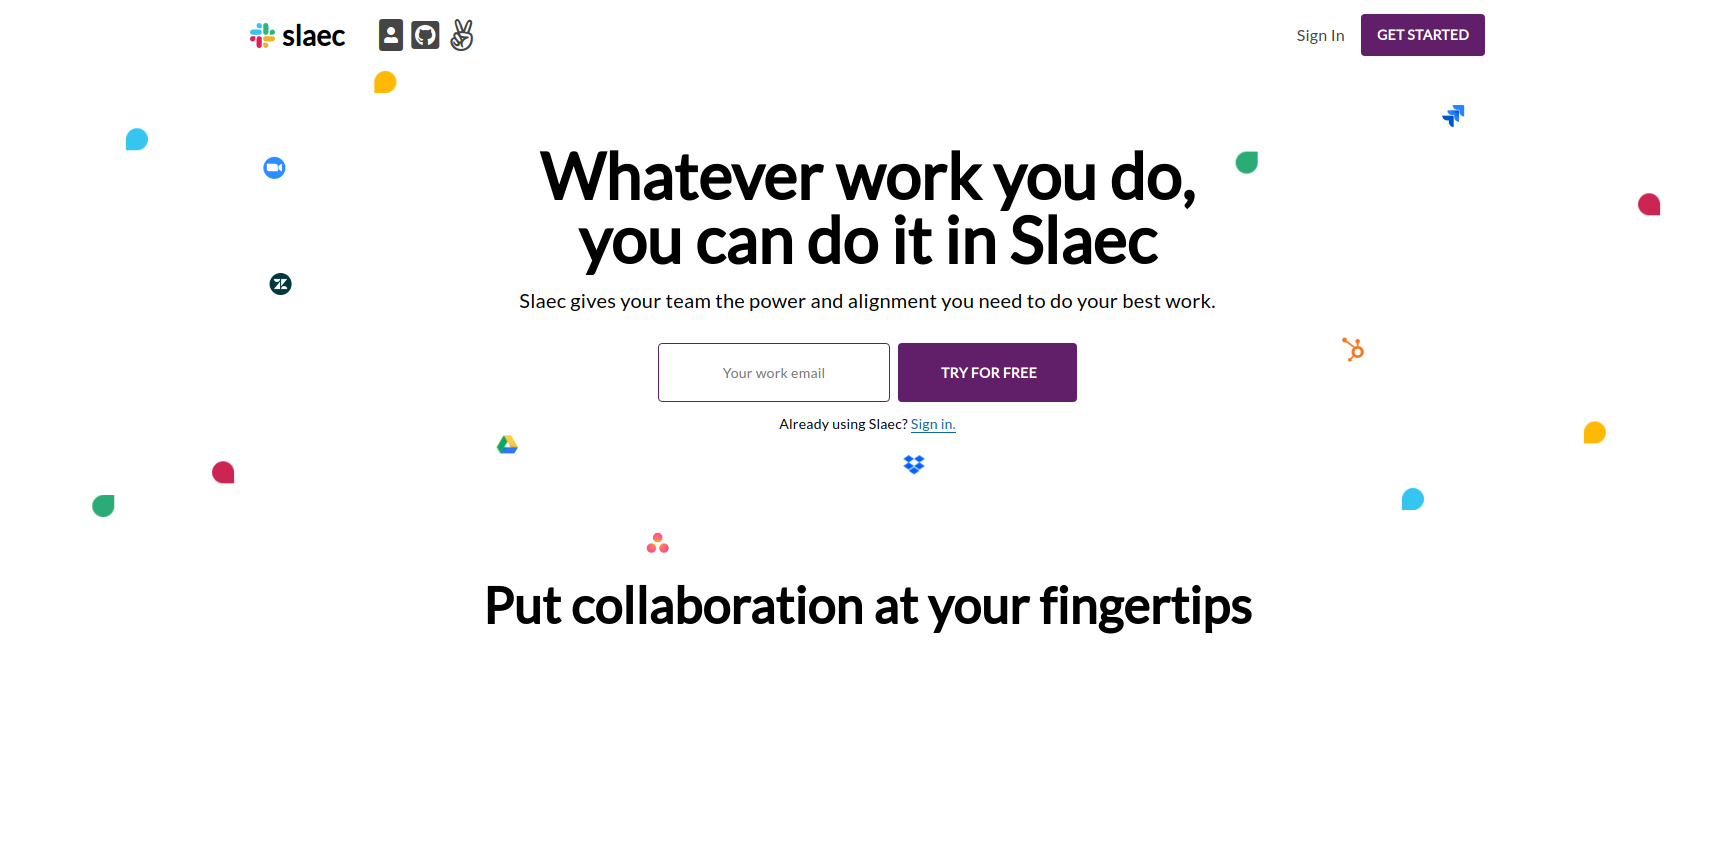 slaec
Sign In
GET STARTED
Whatever work you do,
you can do it in Slaec
Slaec gives your team the power and alignment you need to do your best work.
Your work email
TRY FOR FREE
Already using Slaec? Sign in.
Put collaboration at your fingertips